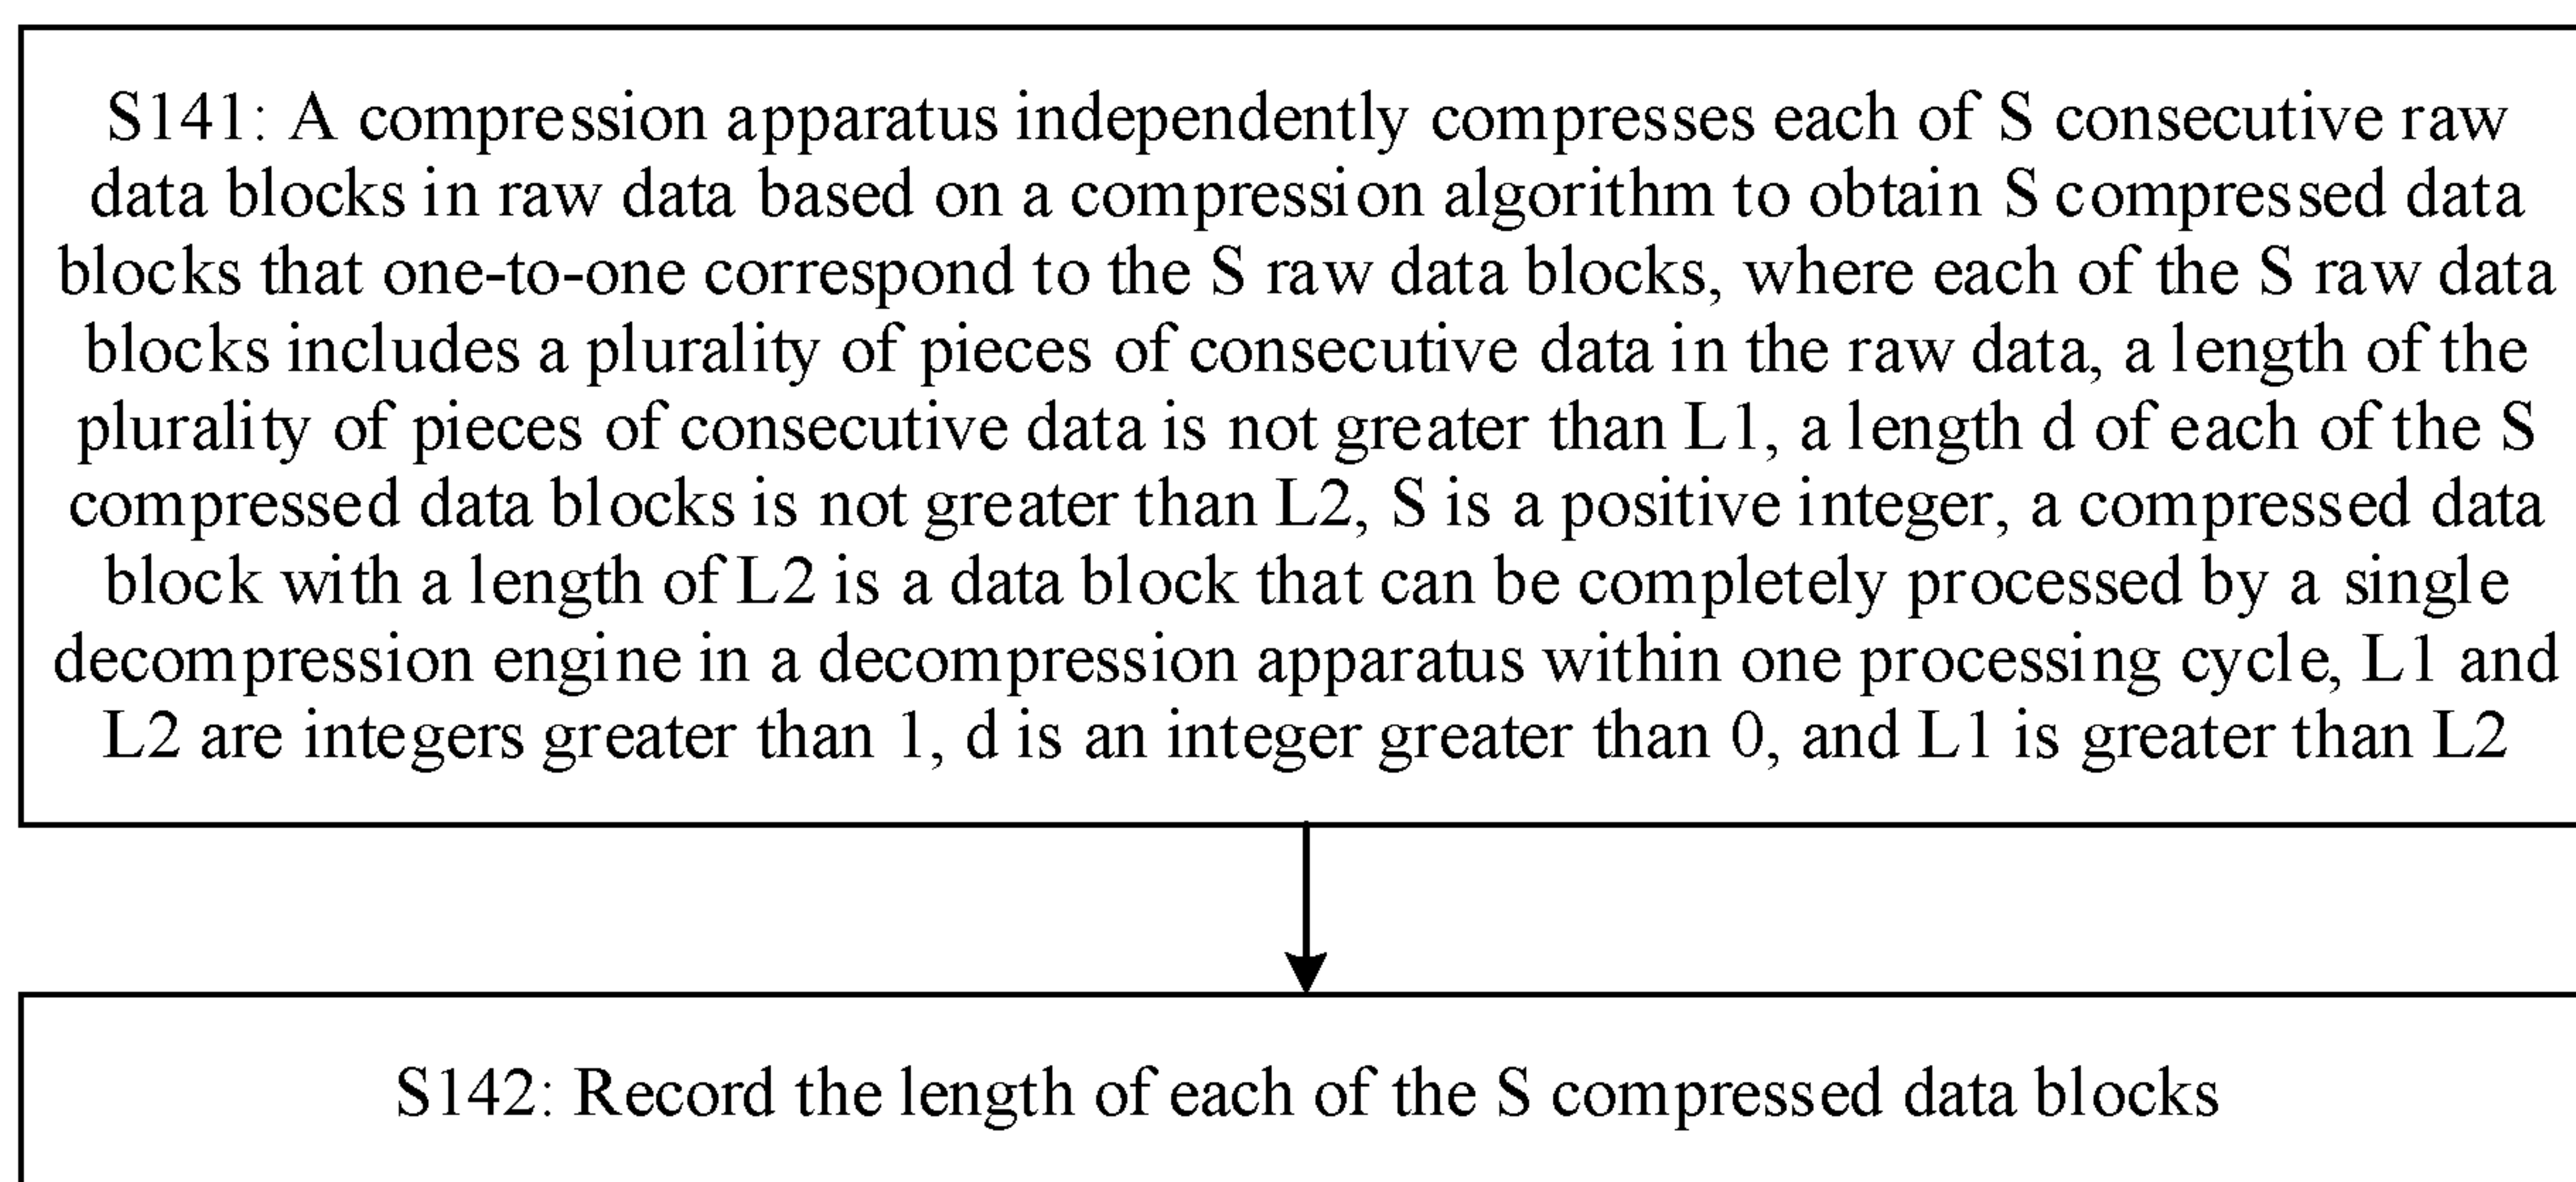 S141: A compression apparatus independently compresses each of S consecutive raw
data blocks in raw data based on a compression algorithm to obtain S compressed data
blocks that one-to-one correspond to the S raw data blocks, where each of the S raw data
blocks includes a plurality of pieces of consecutive data in the raw data, a length of the
plurality of pieces of consecutive data is not greater than L1, a length d of each of the S
compressed data blocks is not greater than L2, S is a positive integer, a compressed data
block with a length of L2 is a data block that can be completely processed by a single
decompression engine in a decompression apparatus within one processing cycle, L1 and
L2 are integers greater than 1, d is an integer greater than 0, and L1 is greater than L2
S142: Record the length of each of the S compressed data blocks